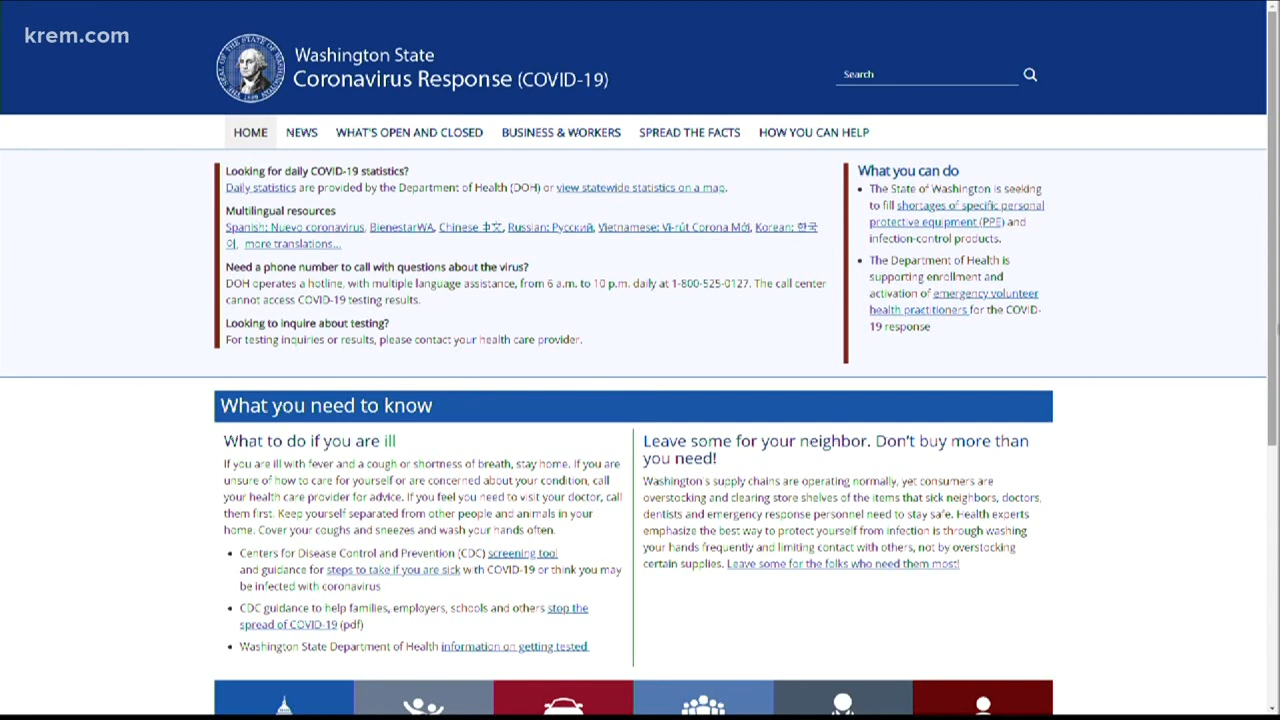 krem.com
Washington State
Coronavirus Response (COVID-19)
Search
HOME NEWS WHAT'S OPEN AND CLOSED BUSINESS & WORKERS SPREAD THE FACTS HOW YOU CAN HELP
Looking for daily COVID-19 statistics?
Daily statistics are provided by the Department of Health (DOH) or view statewide statistics on a map.
Multilingual resources
Spanish: Nuevo coronavirus, BienestarWA, Chinese 中文, Russian: Русский, Vietnamese: Vi-rút Corona Mới, Korean: 한국
어, more translations...
Need a phone number to call with questions about the virus?
DOH operates a hotline, with multiple language assistance, from 6 a.m. to 10 p.m. daily at 1-800-525-0127. The call center
cannot access COVID-19 testing results.
Looking to inquire about testing?
For testing inquiries or results, please contact your health care provider.
What you can do
• The State of Washington is seeking
to fill shortages of specific personal
protective equipment (PPE) and
infection-control products.
• The Department of Health is
supporting enrollment and
activation of emergency volunteer
health practitioners for the COVID-
19 response
What you need to know
What to do if you are ill
If you are ill with fever and a cough or shortness of breath, stay home. If you are
unsure of how to care for yourself or are concerned about your condition, call
your health care provider for advice. If you feel you need to visit your doctor, call
them first. Keep yourself separated from other people and animals in your
home. Cover your coughs and sneezes and wash your hands often.
• Centers for Disease Control and Prevention (CDC) screening tool
and guidance for steps to take if you are sick with COVID-19 or think you may
be infected with coronavirus
• CDC guidance to help families, employers, schools and others stop the
spread of COVID-19 (pdf)
• Washington State Department of Health information on getting tested.
Leave some for your neighbor. Don't buy more than
you need!
Washington's supply chains are operating normally, yet consumers are
overstocking and clearing store shelves of the items that sick neighbors, doctors,
dentists and emergency response personnel need to stay safe. Health experts
emphasize the best way to protect yourself from infection is through washing
your hands frequently and limiting contact with others, not by overstocking
certain supplies. Leave some for the folks who need them most!